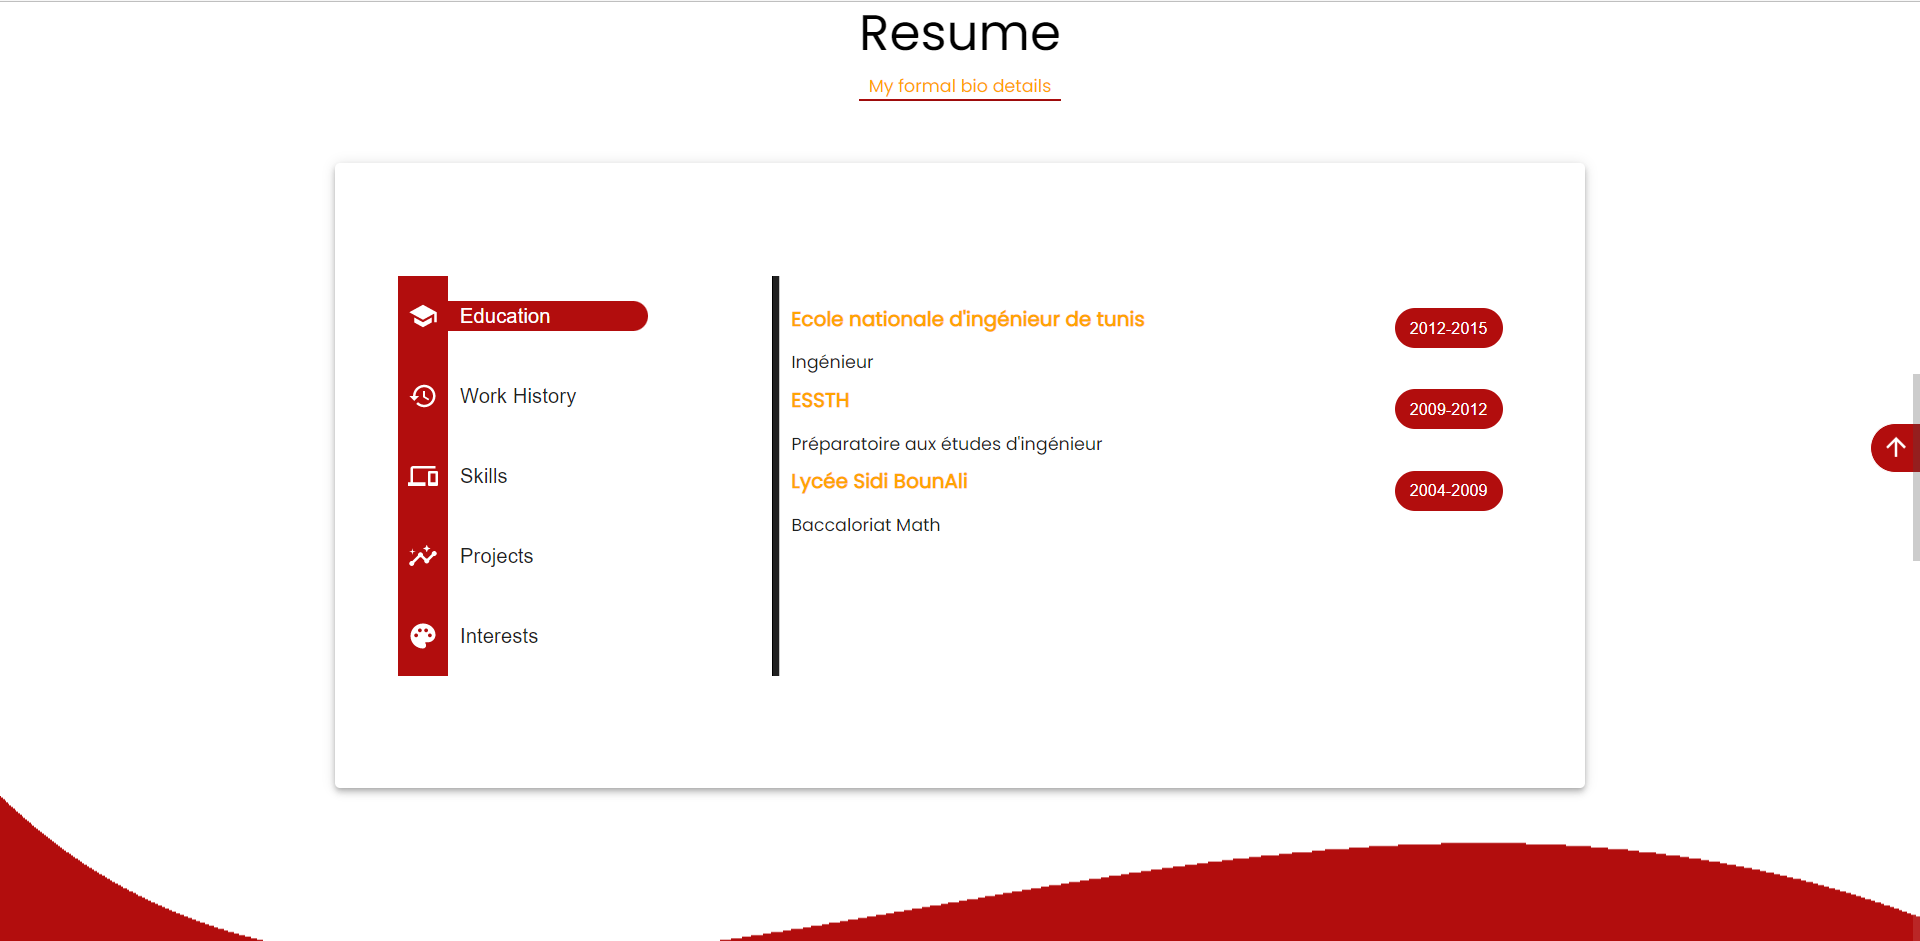 Resume
My formal bio details
Education
Work History
Skills
Projects
Interests
Ecole nationale d'ingénieur de tunis
2012-2015
Ingénieur
ESSTH
2009-2012
Préparatoire aux études d'ingénieur
Lycée Sidi BounAli
2004-2009
Baccaloriat Math